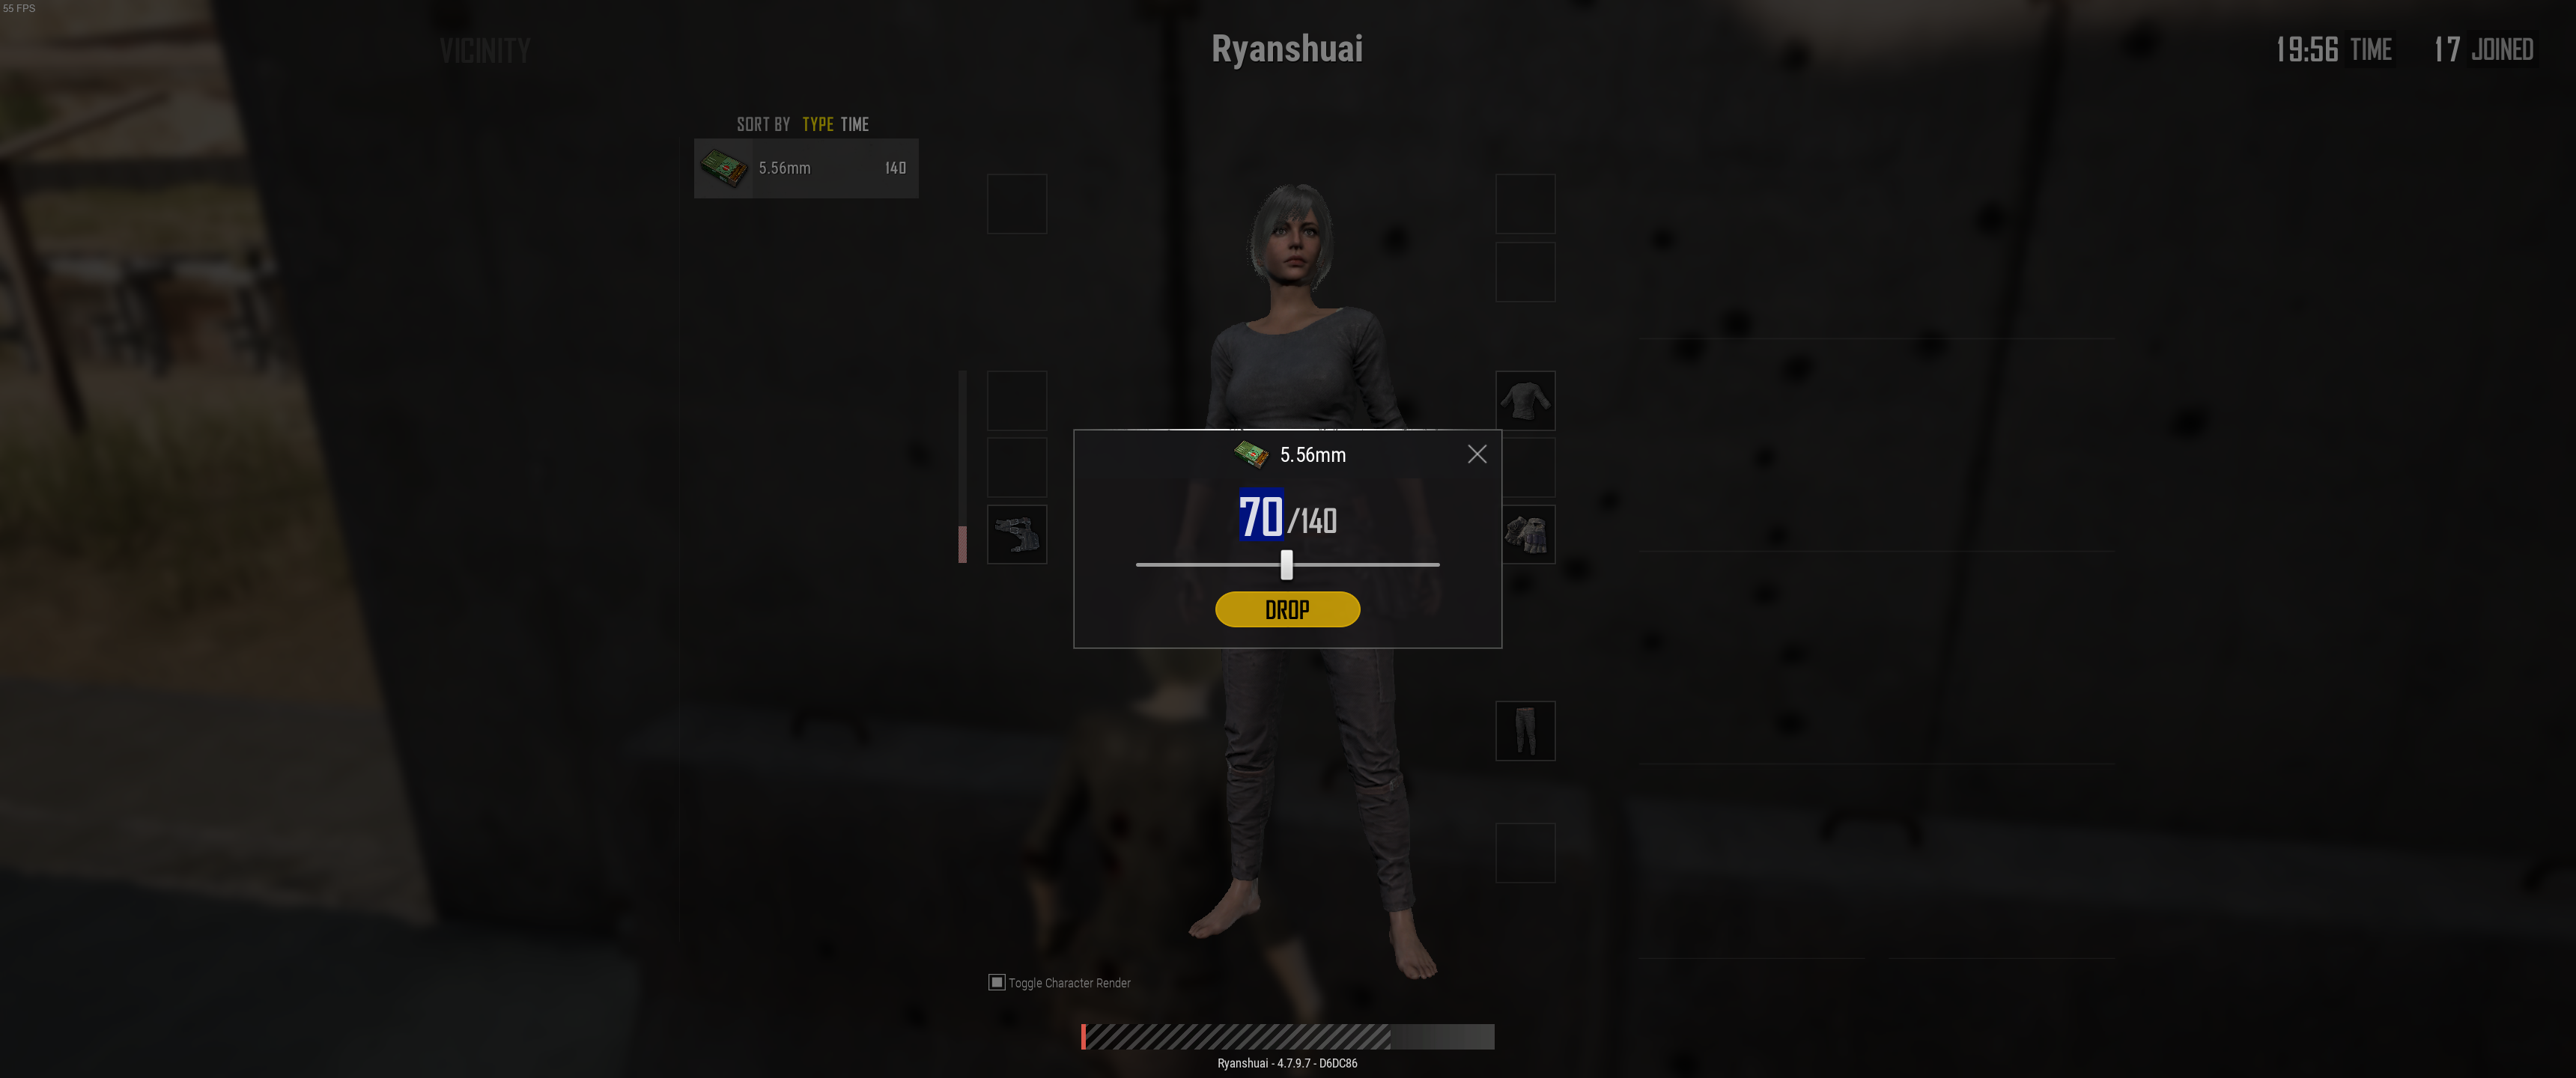 55 FPS
VICINITY
Ryanshuai
19:56 TIME 17 JOINED
SORT BY TYPE TIME
5.56mm 140
5.56mm
70/140
DROP
Toggle Character Render
Ryanshuai - 4.7.9.7 - D6DC86